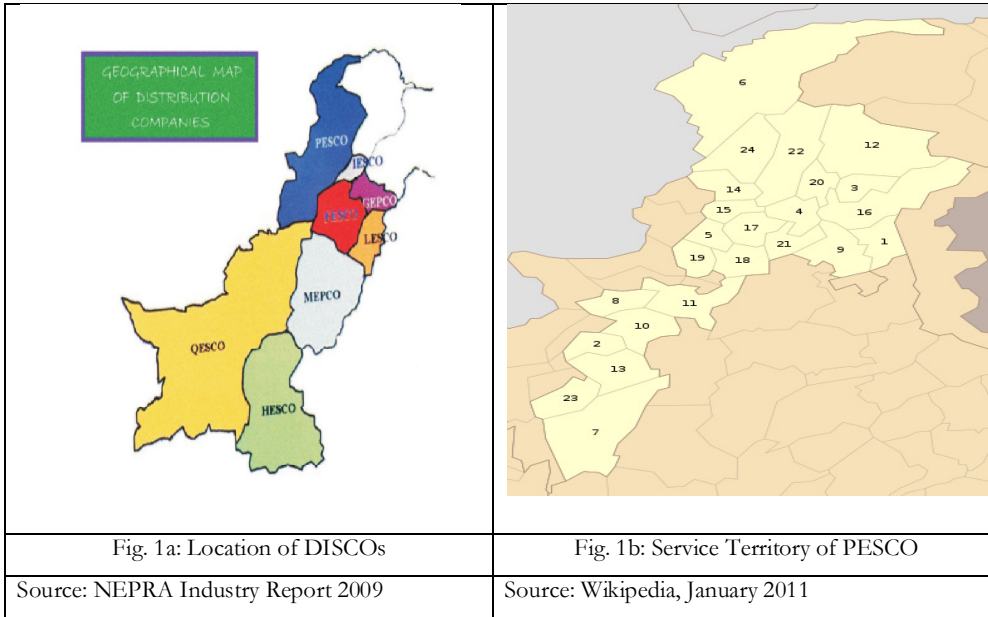 GEOGRAPHICAL MAP
OF DISTRIBUTION
COMPANIES
PESCO
IESCO
GEPCO
FESCO
LESCO
MEPCO
QESCO
HESCO
6
12
24
22
20
3
14
15
4
16
17
5
21
9
1
19
18
8
11
10
2
13
23
7
Fig. 1a: Location of DISCOs
Fig. 1b: Service Territory of PESCO
Source: NEPRA Industry Report 2009
Source: Wikipedia, January 2011